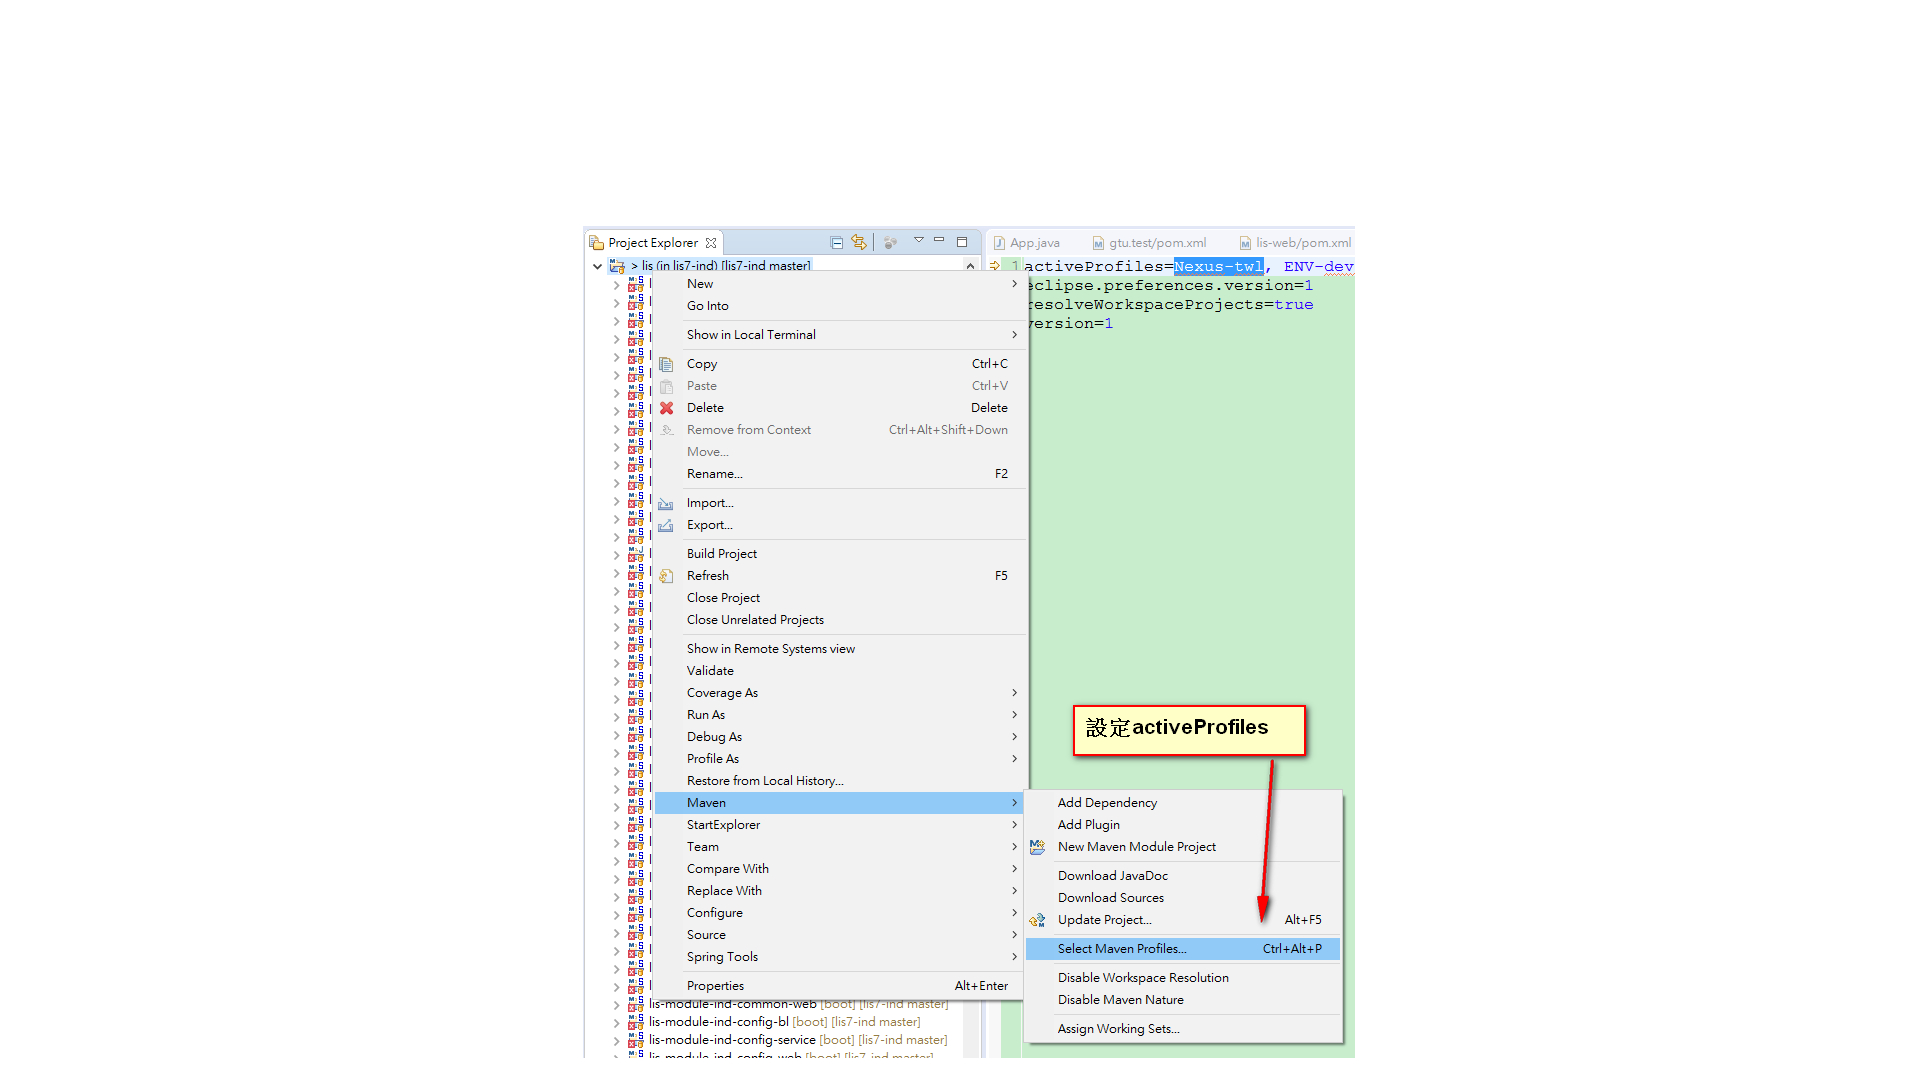 Project Explorer
App.java
gtu.test/pom.xml
lis-web/pom.xml
> lis (in lis7-ind) [lis7-ind master]
1 activeProfiles=Nexus-twl, ENV-dev
eclipse.preferences.version=1
resolveWorkspaceProjects=true
version=1
New
Go Into
Show in Local Terminal
Copy Ctrl+C
Paste Ctrl+V
Delete Delete
Remove from Context Ctrl+Alt+Shift+Down
Move...
Rename... F2
Import...
Export...
Build Project
Refresh F5
Close Project
Close Unrelated Projects
Show in Remote Systems view
Validate
Coverage As
Run As
Debug As
Profile As
Restore from Local History...
Maven
StartExplorer
Team
Compare With
Replace With
Configure
Source
Spring Tools
Properties Alt+Enter
設定activeProfiles
Add Dependency
Add Plugin
New Maven Module Project
Download JavaDoc
Download Sources
Update Project... Alt+F5
Select Maven Profiles... Ctrl+Alt+P
Disable Workspace Resolution
Disable Maven Nature
Assign Working Sets...
lis-module-ind-common-web [boot] [lis7-ind master]
lis-module-ind-config-bl [boot] [lis7-ind master]
lis-module-ind-config-service [boot] [lis7-ind master]
lis-module-ind-config-web [boot] [lis7-ind master]